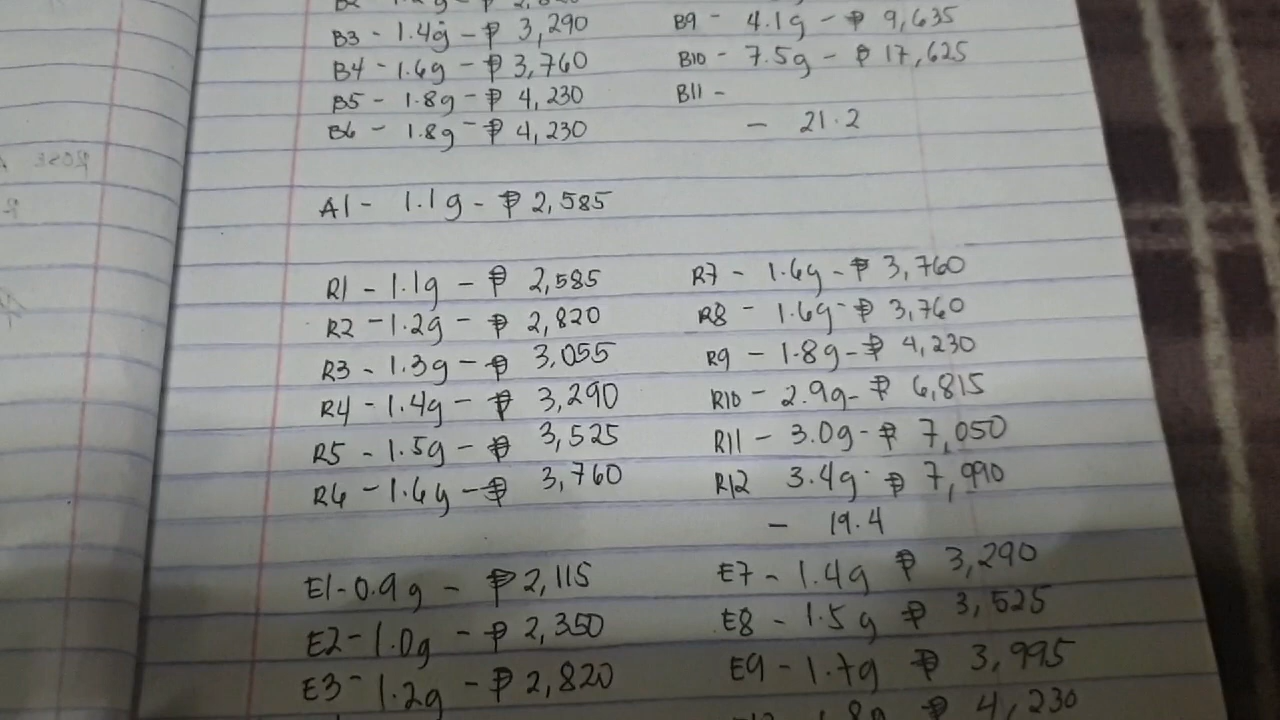 B3 - 1.4g - ₱ 3,290
B4 - 1.6g - ₱ 3,760
B5 - 1.8g - ₱ 4,230
B6 - 1.8g - ₱ 4,230
B9 - 4.1g - ₱ 9,635
B10 - 7.5g - ₱ 17,625
B11 -
- 21.2
A1 - 1.1g - ₱ 2,585
R1 - 1.1g - ₱ 2,585
R2 - 1.2g - ₱ 2,820
R3 - 1.3g - ₱ 3,055
R4 - 1.4g - ₱ 3,290
R5 - 1.5g - ₱ 3,525
R6 - 1.6g - ₱ 3,760
R7 - 1.6g - ₱ 3,760
R8 - 1.6g - ₱ 3,760
R9 - 1.8g - ₱ 4,230
R10 - 2.9g - ₱ 6,815
R11 - 3.0g - ₱ 7,050
R12 3.4g - ₱ 7,990
- 19.4
E1 - 0.9g - ₱ 2,115
E2 - 1.0g - ₱ 2,350
E3 - 1.2g - ₱ 2,820
E7 - 1.4g ₱ 3,290
E8 - 1.5g ₱ 3,525
E9 - 1.7g ₱ 3,995
1.8g ₱ 4,230